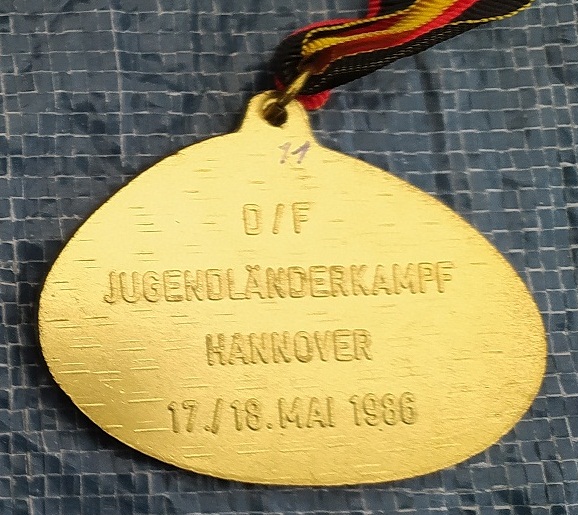 11
D/F
JUGENDLÄNDERKAMPF
HANNOVER
17./18. MAI 1986